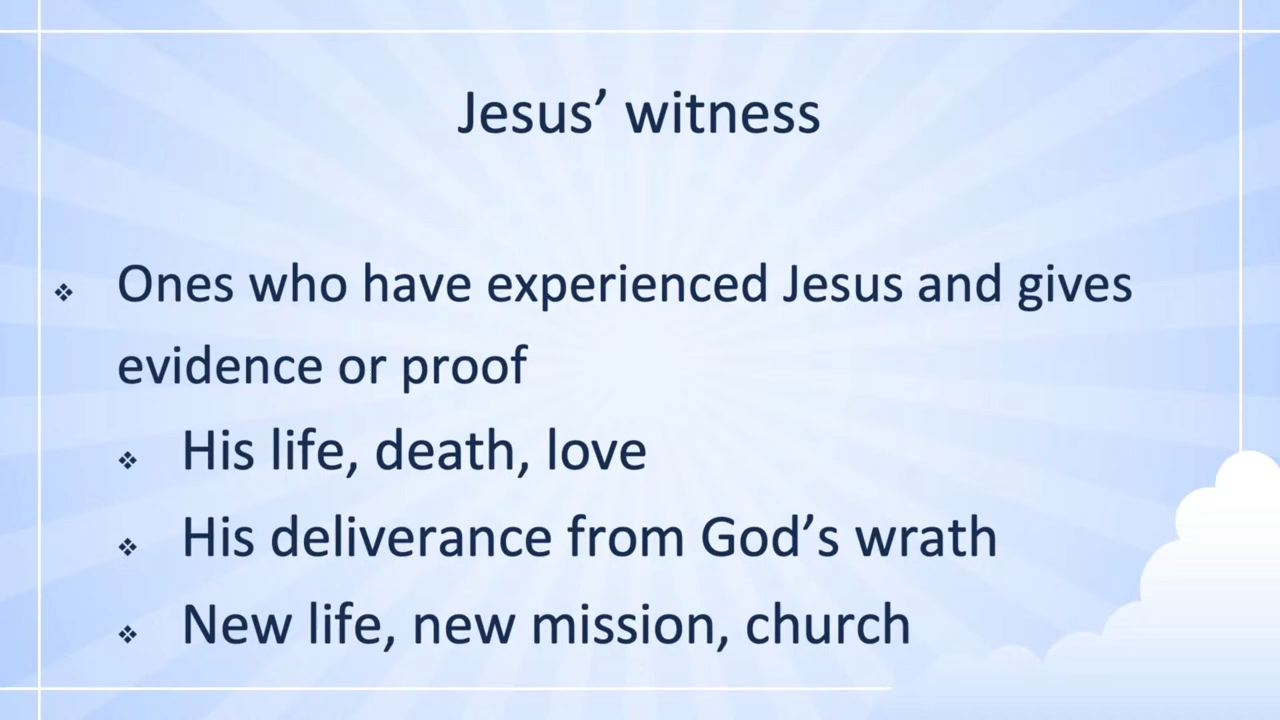 Jesus’ witness
❖ Ones who have experienced Jesus and gives
evidence or proof
❖ His life, death, love
❖ His deliverance from God’s wrath
❖ New life, new mission, church